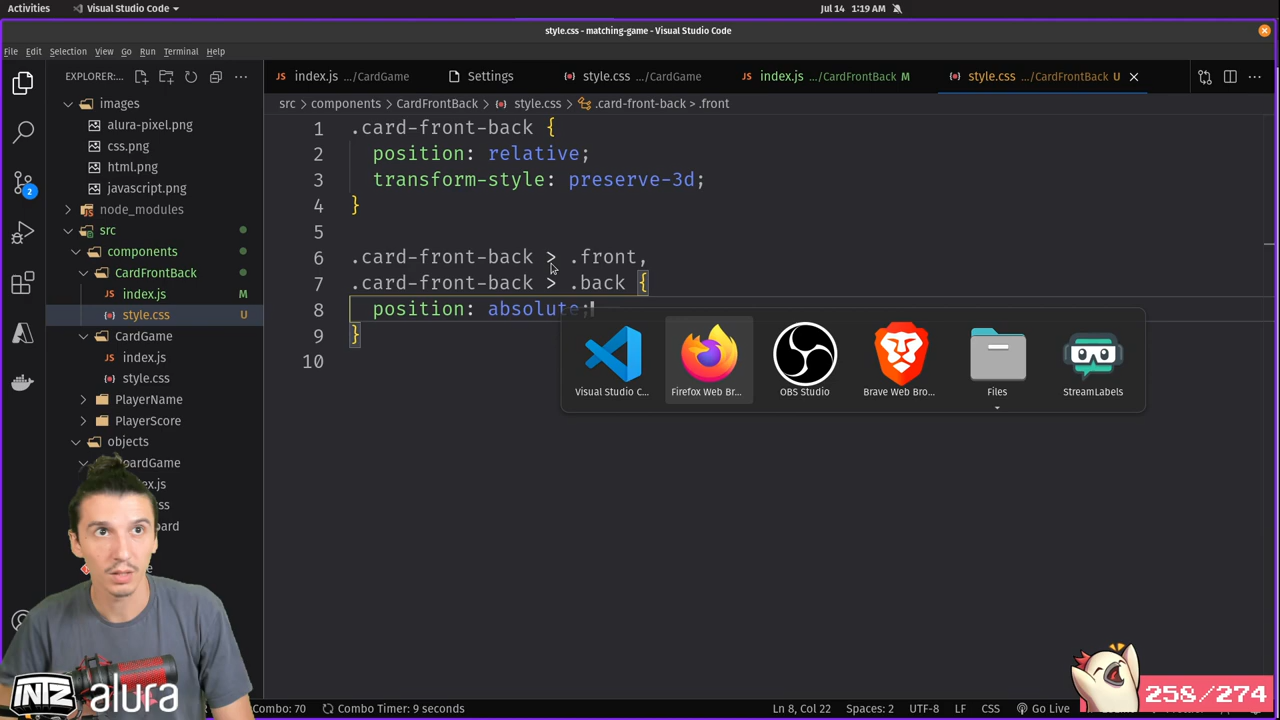 Activities
Visual Studio Code
Jul 14 1:19 AM
style.css - matching-game - Visual Studio Code
File Edit Selection View Go Run Terminal Help
EXPLORER:...
index.js .../CardGame
Settings
style.css .../CardGame
index.js .../CardFrontBack M
style.css .../CardFrontBack U
src > components > CardFrontBack > style.css > .card-front-back > .front
images
alura-pixel.png
css.png
html.png
javascript.png
node_modules
src
components
CardFrontBack
index.js M
style.css U
CardGame
index.js
style.css
PlayerName
PlayerScore
objects
2
1 .card-front-back {
2 position: relative;
3 transform-style: preserve-3d;
4 }
5
6 .card-front-back > .front,
7 .card-front-back > .back {
8 position: absolute;
9 }
10
Visual Studio C...
Firefox Web Br...
OBS Studio
Brave Web Bro...
Files
StreamLabels
INTZ alura
258/274
Combo: 70
Combo Timer: 9 seconds
Ln 8, Col 22
Spaces: 2
UTF-8
LF
CSS
Go Live